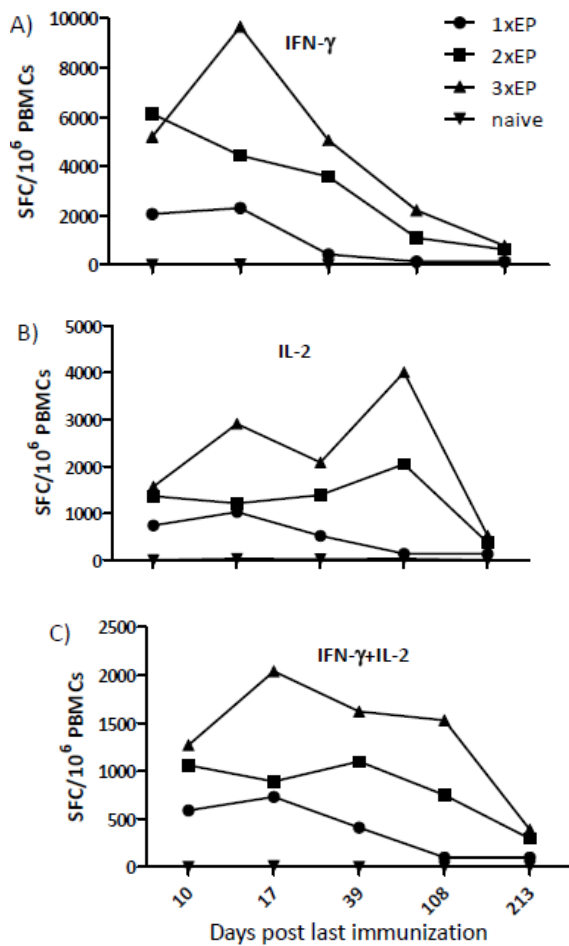 A)
IFN-γ
1xEP
2xEP
3xEP
naive
SFC/10⁶ PBMCs
10000
8000
6000
4000
2000
0
B)
IL-2
SFC/10⁶ PBMCs
5000
4000
3000
2000
1000
0
C)
IFN-γ+IL-2
SFC/10⁶ PBMCs
2500
2000
1500
1000
500
0
10 17 39 108 213
Days post last immunization